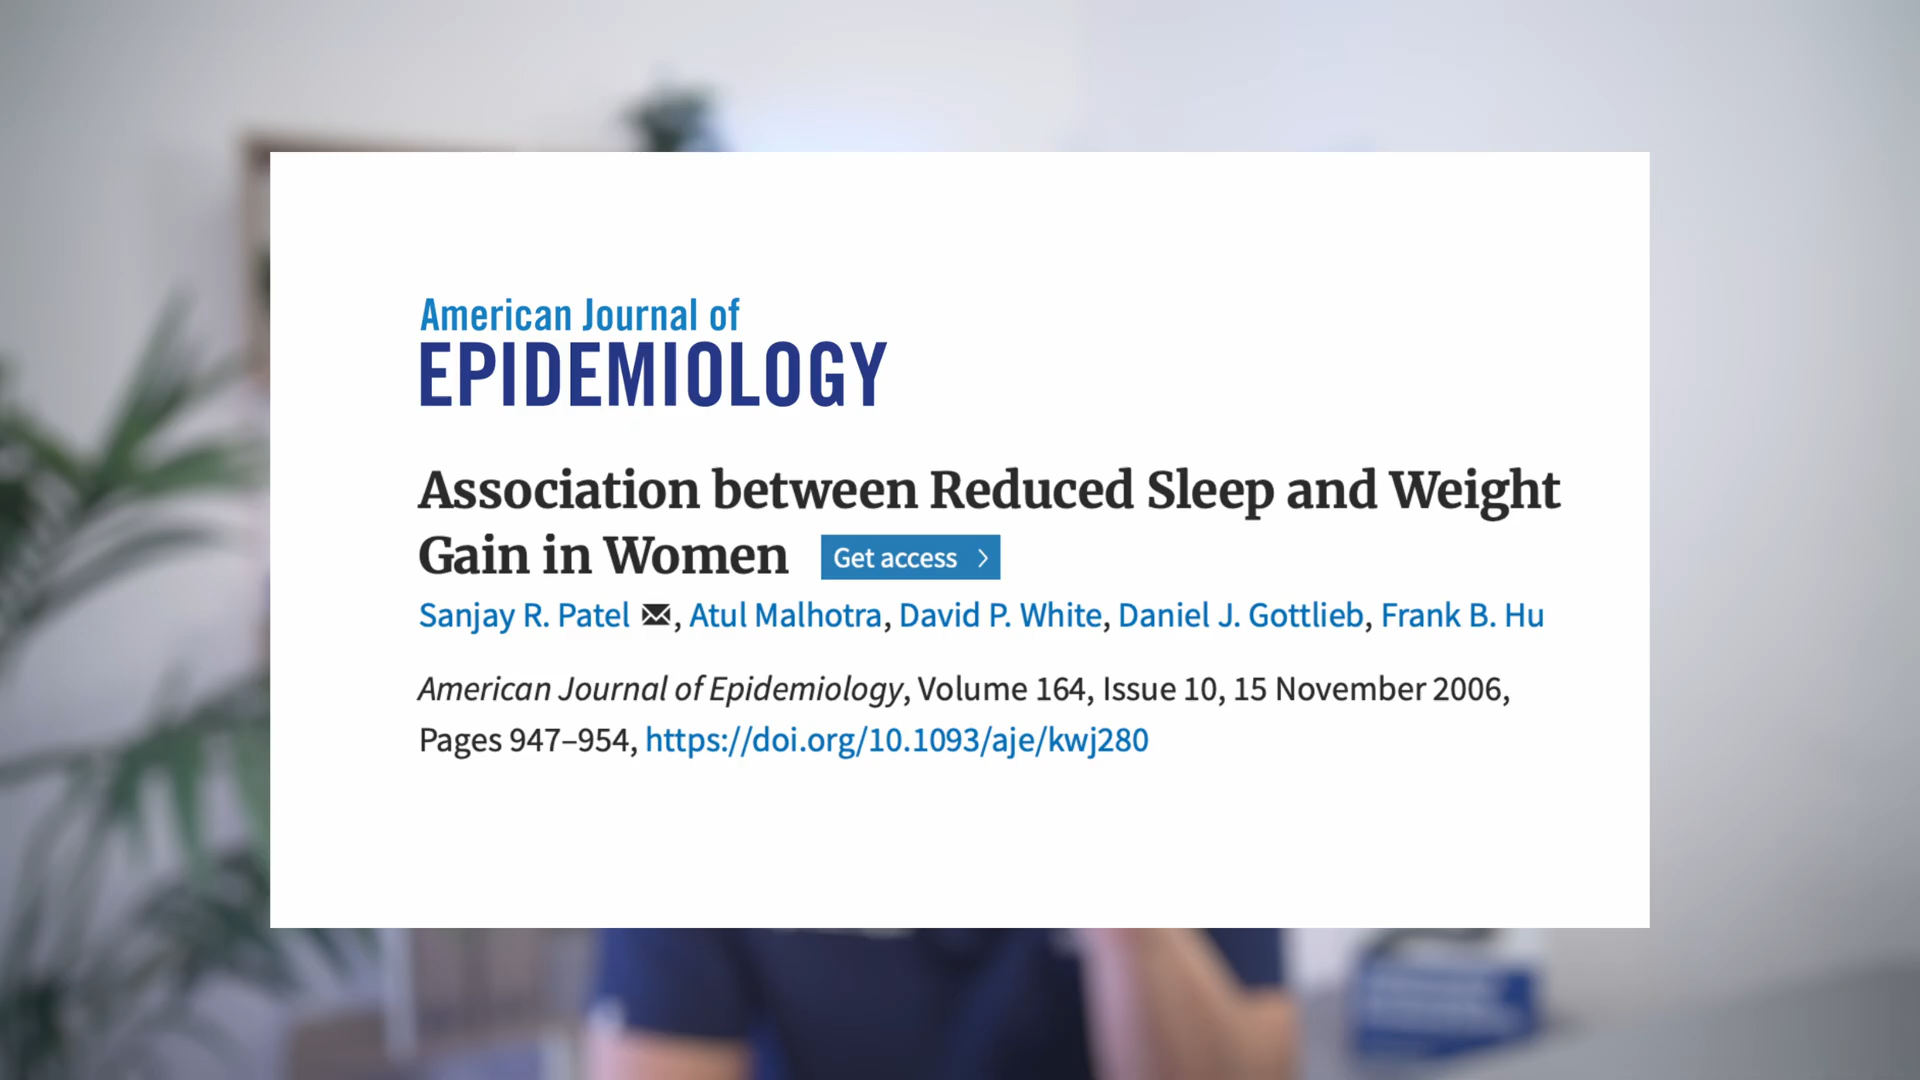 American Journal of
EPIDEMIOLOGY
Association between Reduced Sleep and Weight
Gain in Women Get access >
Sanjay R. Patel ✉, Atul Malhotra, David P. White, Daniel J. Gottlieb, Frank B. Hu
American Journal of Epidemiology, Volume 164, Issue 10, 15 November 2006,
Pages 947–954, https://doi.org/10.1093/aje/kwj280